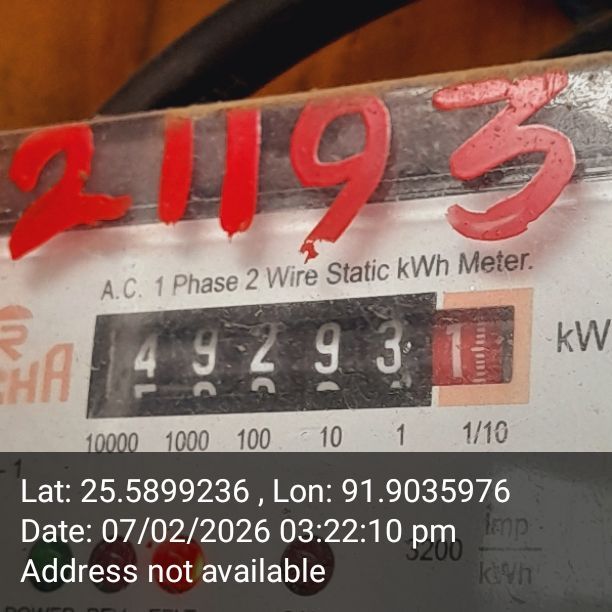 21193
A.C. 1 Phase 2 Wire Static kWh Meter.
49293 1
10000 1000 100 10 1 1/10
Lat: 25.5899236 , Lon: 91.9035976
Date: 07/02/2026 03:22:10 pm
3200 imp
kWh
Address not available